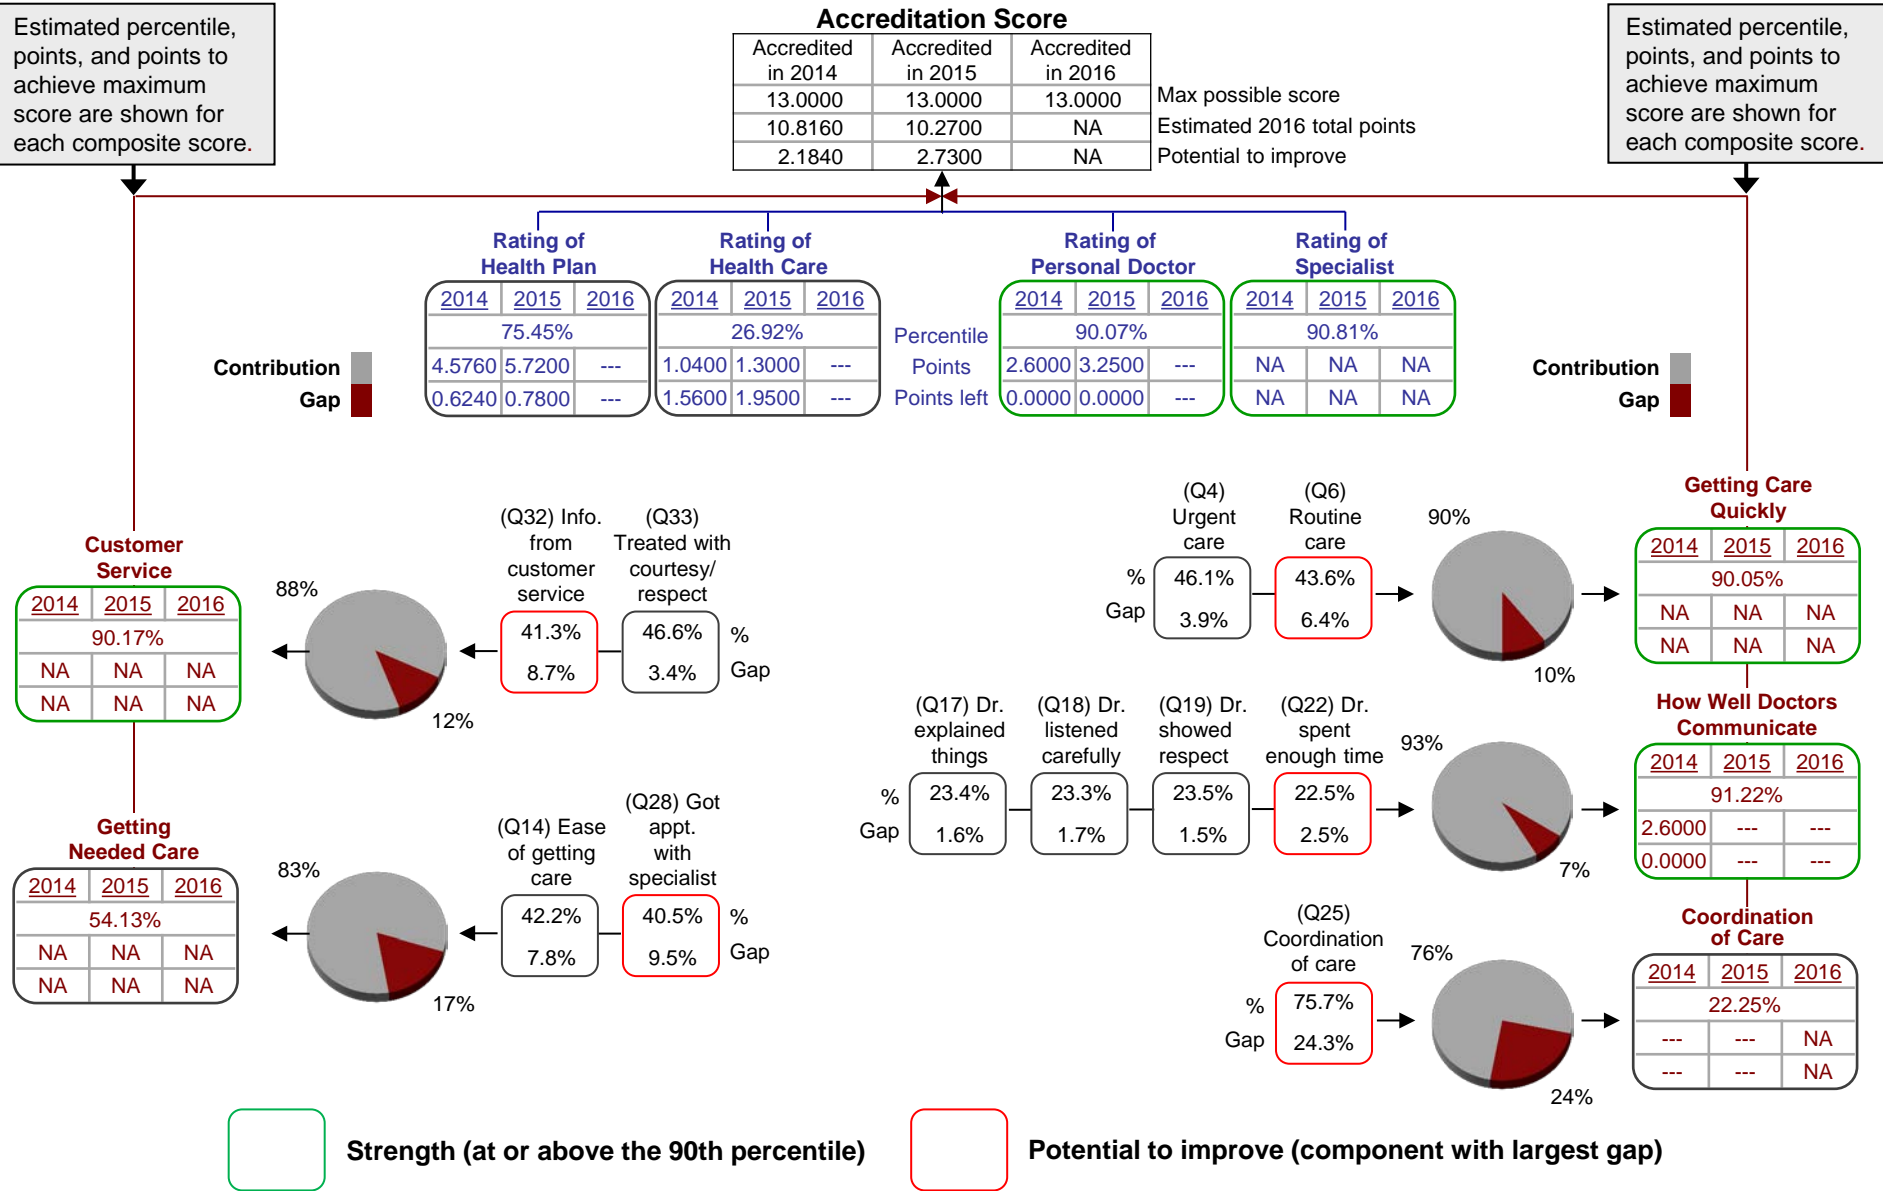 Estimated percentile,
points, and points to
achieve maximum
score are shown for
each composite score.
Accreditation Score
Accredited in 2014 Accredited in 2015 Accredited in 2016
13.0000 13.0000 13.0000 Max possible score
10.8160 10.2700 NA Estimated 2016 total points
2.1840 2.7300 NA Potential to improve
Estimated percentile,
points, and points to
achieve maximum
score are shown for
each composite score.
Rating of
Health Plan
2014 2015 2016
75.45%
4.5760 5.7200 ---
0.6240 0.7800 ---
Rating of
Health Care
2014 2015 2016
26.92%
1.0400 1.3000 ---
1.5600 1.9500 ---
Percentile
Points
Points left
Rating of
Personal Doctor
2014 2015 2016
90.07%
2.6000 3.2500 ---
0.0000 0.0000 ---
Rating of
Specialist
2014 2015 2016
90.81%
NA NA NA
NA NA NA
Contribution
Gap
Contribution
Gap
Customer
Service
2014 2015 2016
90.17%
NA NA NA
NA NA NA
88%
12%
(Q32) Info.
from
customer
service
41.3%
8.7%
(Q33)
Treated with
courtesy/
respect
46.6%
3.4%
%
Gap
Getting
Needed Care
2014 2015 2016
54.13%
NA NA NA
NA NA NA
83%
17%
(Q14) Ease
of getting
care
42.2%
7.8%
(Q28) Got
appt.
with
specialist
40.5%
9.5%
%
Gap
%
Gap
(Q4)
Urgent
care
46.1%
3.9%
(Q6)
Routine
care
43.6%
6.4%
90%
10%
Getting Care
Quickly
2014 2015 2016
90.05%
NA NA NA
NA NA NA
%
Gap
(Q17) Dr.
explained
things
23.4%
1.6%
(Q18) Dr.
listened
carefully
23.3%
1.7%
(Q19) Dr.
showed
respect
23.5%
1.5%
(Q22) Dr.
spent
enough time
22.5%
2.5%
93%
7%
How Well Doctors
Communicate
2014 2015 2016
91.22%
2.6000 --- ---
0.0000 --- ---
%
Gap
(Q25)
Coordination
of care
75.7%
24.3%
76%
24%
Coordination
of Care
2014 2015 2016
22.25%
--- --- NA
--- --- NA
Strength (at or above the 90th percentile)
Potential to improve (component with largest gap)